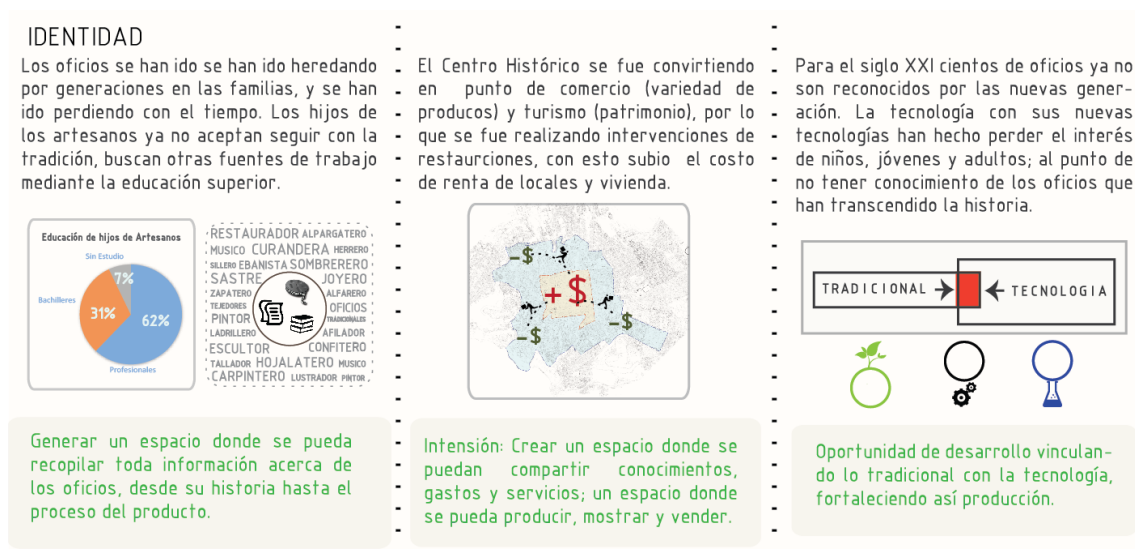 IDENTIDAD
Los oficios se han ido se han ido heredando
por generaciones en las familias, y se han
ido perdiendo con el tiempo. Los hijos de
los artesanos ya no aceptan seguir con la
tradición, buscan otras fuentes de trabajo
mediante la educación superior.
Educación de hijos de Artesanos
Sin Estudio
7%
Bachilleres
31%
62%
Profesionales
RESTAURADOR ALPARGATERO
MUSICO CURANDERA HERRERO
SILLERO EBANISTA SOMBRERERO
SASTRE JOYERO
ZAPATERO ALFARERO
TEJEDORES OFICIOS
PINTOR TRADICIONALES
LADRILLERO AFILADOR
ESCULTOR CONFITERO
TALLADOR HOJALATERO MUSICO
CARPINTERO LUSTRADOR PINTOR
Generar un espacio donde se pueda
recopilar toda información acerca de
los oficios, desde su historia hasta el
proceso del producto.
El Centro Histórico se fue convirtiendo
en punto de comercio (variedad de
producos) y turismo (patrimonio), por lo
que se fue realizando intervenciones de
restaurciones, con esto subio el costo
de renta de locales y vivienda.
-$
+ $
-$
-$
Intensión: Crear un espacio donde se
puedan compartir conocimientos,
gastos y servicios; un espacio donde
se pueda producir, mostrar y vender.
Para el siglo XXI cientos de oficios ya no
son reconocidos por las nuevas gener-
ación. La tecnología con sus nuevas
tecnologías han hecho perder el interés
de niños, jóvenes y adultos; al punto de
no tener conocimiento de los oficios que
han transcendido la historia.
TRADICIONAL
TECNOLOGIA
Oportunidad de desarrollo vinculan-
do lo tradicional con la tecnología,
fortaleciendo así producción.